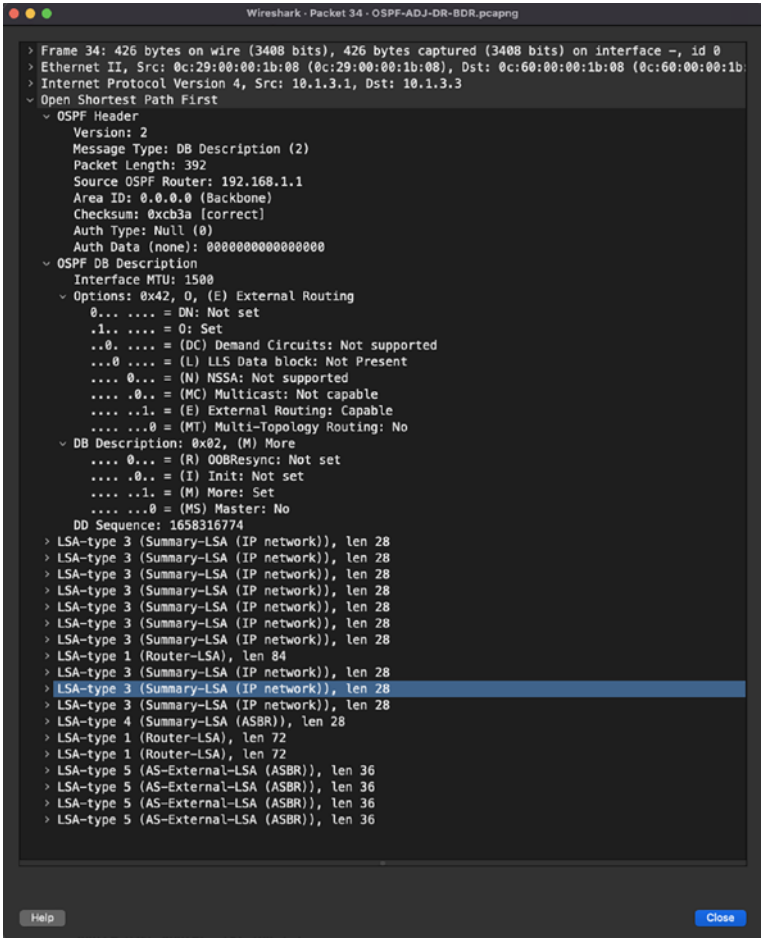 Wireshark · Packet 34 · OSPF-ADJ-DR-BDR.pcapng
> Frame 34: 426 bytes on wire (3408 bits), 426 bytes captured (3408 bits) on interface -, id 0
> Ethernet II, Src: 0c:29:00:00:1b:08 (0c:29:00:00:1b:08), Dst: 0c:60:00:00:1b:08 (0c:60:00:00:1b:
> Internet Protocol Version 4, Src: 10.1.3.1, Dst: 10.1.3.3
Open Shortest Path First
OSPF Header
Version: 2
Message Type: DB Description (2)
Packet Length: 392
Source OSPF Router: 192.168.1.1
Area ID: 0.0.0.0 (Backbone)
Checksum: 0xcb3a [correct]
Auth Type: Null (0)
Auth Data (none): 0000000000000000
OSPF DB Description
Interface MTU: 1500
Options: 0x42, O, (E) External Routing
0... .... = DN: Not set
.1.. .... = O: Set
..0. .... = (DC) Demand Circuits: Not supported
...0 .... = (L) LLS Data block: Not Present
.... 0... = (N) NSSA: Not supported
.... .0.. = (MC) Multicast: Not capable
.... ..1. = (E) External Routing: Capable
.... ...0 = (MT) Multi-Topology Routing: No
DB Description: 0x02, (M) More
.... 0... = (R) OOBResync: Not set
.... .0.. = (I) Init: Not set
.... ..1. = (M) More: Set
.... ...0 = (MS) Master: No
DD Sequence: 1658316774
> LSA-type 3 (Summary-LSA (IP network)), len 28
> LSA-type 3 (Summary-LSA (IP network)), len 28
> LSA-type 3 (Summary-LSA (IP network)), len 28
> LSA-type 3 (Summary-LSA (IP network)), len 28
> LSA-type 3 (Summary-LSA (IP network)), len 28
> LSA-type 3 (Summary-LSA (IP network)), len 28
> LSA-type 3 (Summary-LSA (IP network)), len 28
> LSA-type 1 (Router-LSA), len 84
> LSA-type 3 (Summary-LSA (IP network)), len 28
> LSA-type 3 (Summary-LSA (IP network)), len 28
> LSA-type 3 (Summary-LSA (IP network)), len 28
> LSA-type 4 (Summary-LSA (ASBR)), len 28
> LSA-type 1 (Router-LSA), len 72
> LSA-type 1 (Router-LSA), len 72
> LSA-type 5 (AS-External-LSA (ASBR)), len 36
> LSA-type 5 (AS-External-LSA (ASBR)), len 36
> LSA-type 5 (AS-External-LSA (ASBR)), len 36
> LSA-type 5 (AS-External-LSA (ASBR)), len 36
Help
Close